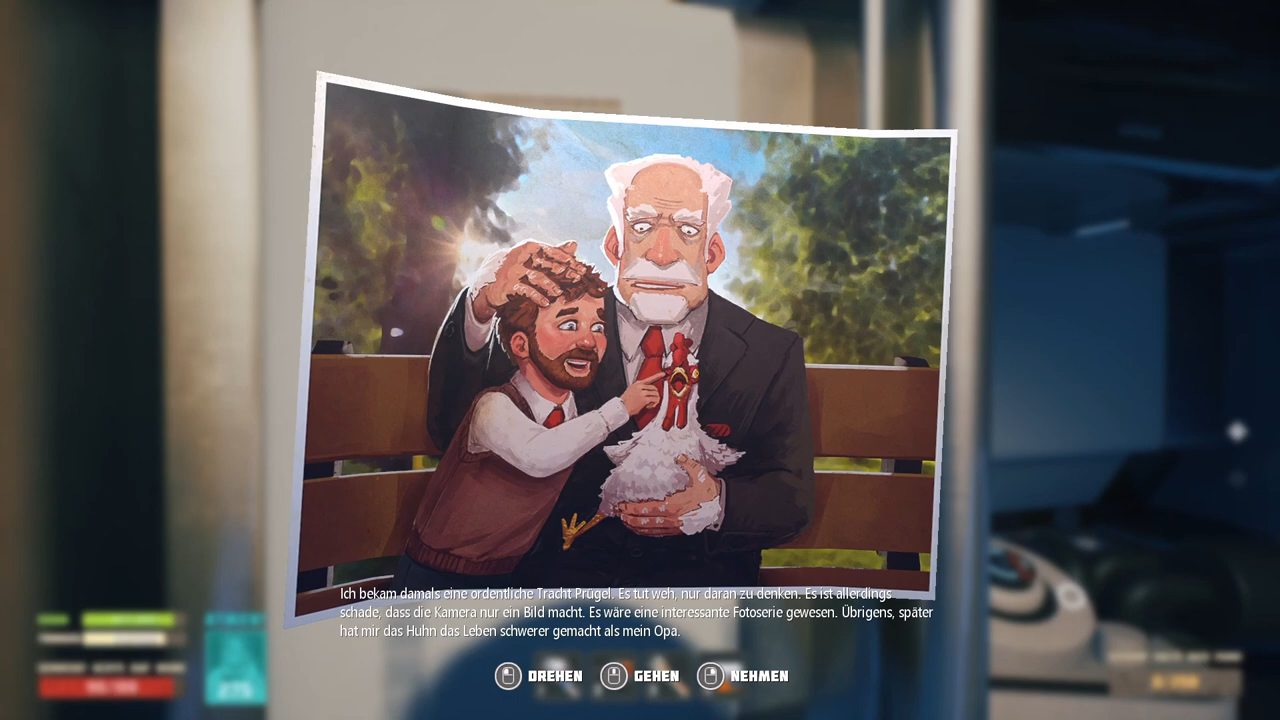 Ich bekam damals eine ordentliche Tracht Prügel. Es tut weh, nur daran zu denken. Es ist allerdings
schade, dass die Kamera nur ein Bild macht. Es wäre eine interessante Fotoserie gewesen. Übrigens, später
hat mir das Huhn das Leben schwerer gemacht als mein Opa.
DREHEN GEHEN NEHMEN